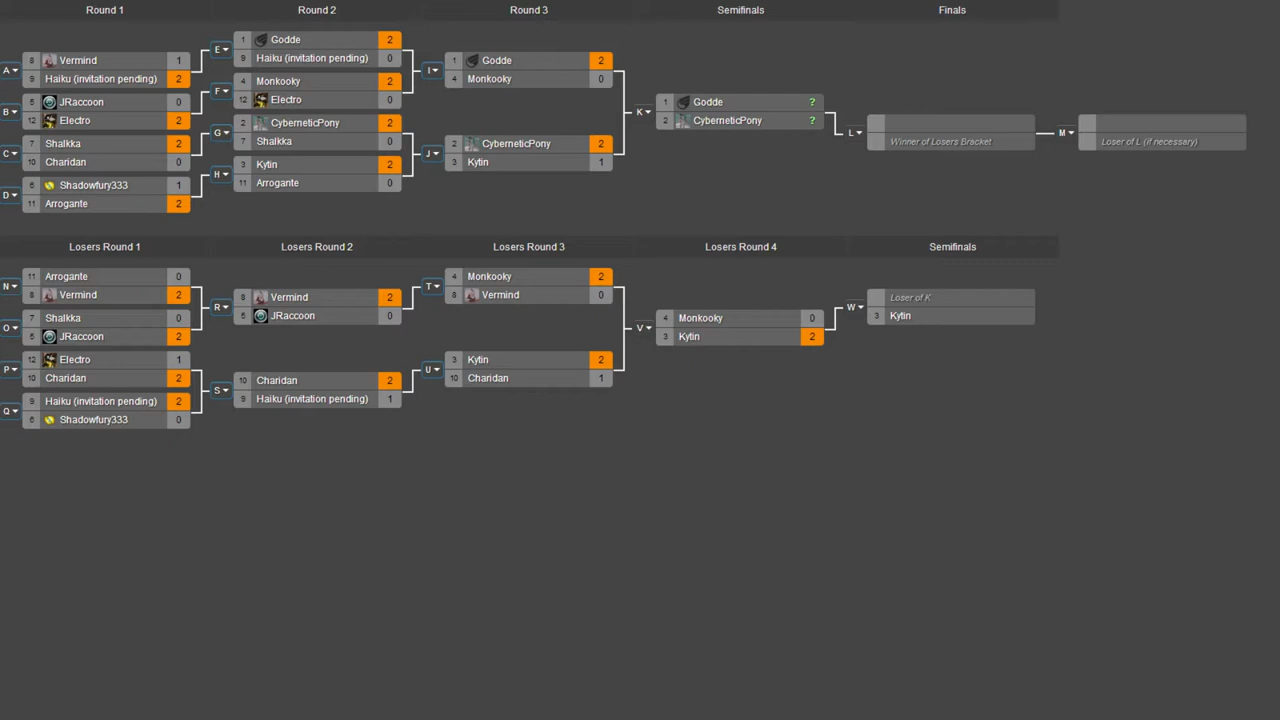 Round 1
Round 2
Round 3
Semifinals
Finals
A
8 Vermind 1
9 Haiku (invitation pending) 2
B
5 JRaccoon 0
12 Electro 2
C
7 Shalkka 2
10 Charidan 0
D
6 Shadowfury333 1
11 Arrogante 2
E
1 Godde 2
9 Haiku (invitation pending) 0
F
4 Monkooky 2
12 Electro 0
G
2 CyberneticPony 2
7 Shalkka 0
H
3 Kytin 2
11 Arrogante 0
I
1 Godde 2
4 Monkooky 0
J
2 CyberneticPony 2
3 Kytin 1
K
1 Godde ?
2 CyberneticPony ?
L
Winner of Losers Bracket
M
Loser of L (if necessary)
Losers Round 1
Losers Round 2
Losers Round 3
Losers Round 4
Semifinals
N
11 Arrogante 0
8 Vermind 2
O
7 Shalkka 0
5 JRaccoon 2
P
12 Electro 1
10 Charidan 2
Q
9 Haiku (invitation pending) 2
6 Shadowfury333 0
R
8 Vermind 2
5 JRaccoon 0
S
10 Charidan 2
9 Haiku (invitation pending) 1
T
4 Monkooky 2
8 Vermind 0
U
3 Kytin 2
10 Charidan 1
V
4 Monkooky 0
3 Kytin 2
W
Loser of K
3 Kytin